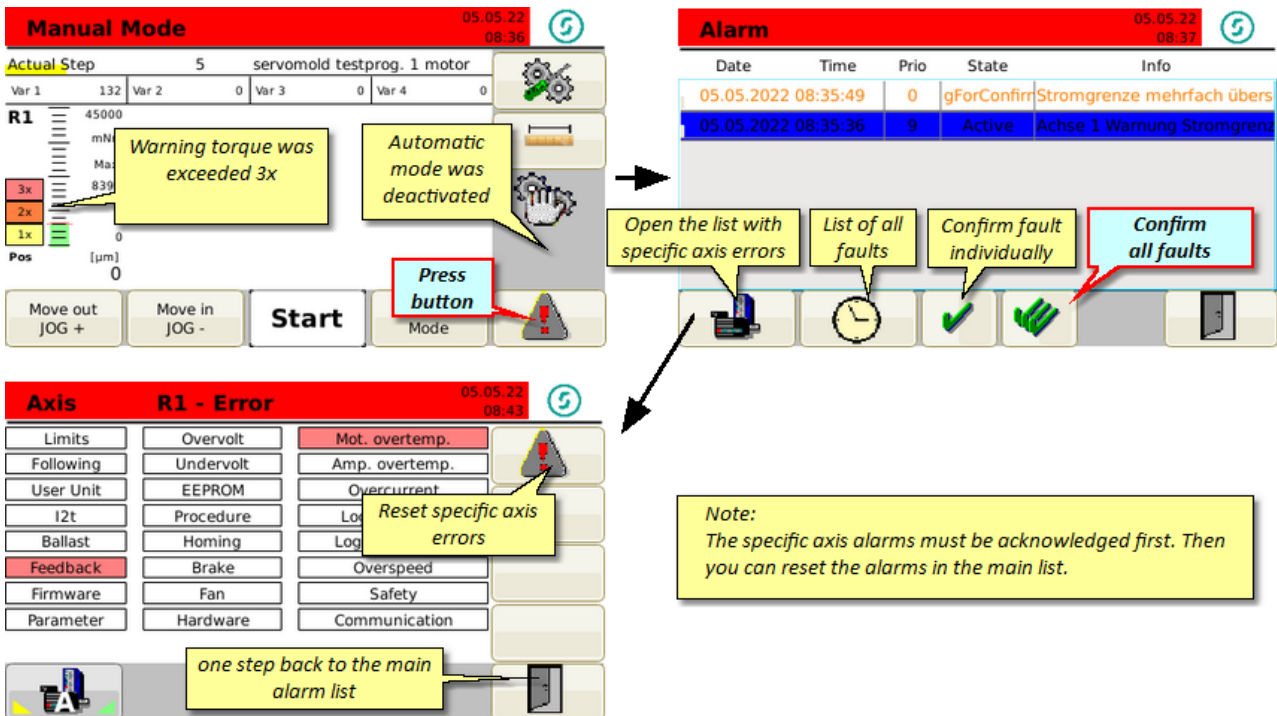 Manual Mode
05.05.22
08:36
Actual Step 5 servomold testprog. 1 motor
Var 1 132 Var 2 0 Var 3 0 Var 4 0
R1
45000
Warning torque was
exceeded 3x
Automatic
mode was
deactivated
3x
2x
1x
0
Pos [µm]
0
Press
button
Move out
JOG +
Move in
JOG -
Start
Mode
Alarm
05.05.22
08:37
Date Time Prio State Info
05.05.2022 08:35:49 0 gForConfirr Stromgrenze mehrfach übers
05.05.2022 08:35:36 9 Active Achse 1 Warnung Stromgrenz
Open the list with
specific axis errors
List of all
faults
Confirm fault
individually
Confirm
all faults
Axis R1 - Error
05.05.22
08:43
Limits Overvolt Mot. overtemp.
Following Undervolt Amp. overtemp.
User Unit EEPROM Overcurrent
I2t Procedure
Ballast Homing
Feedback Brake Overspeed
Firmware Fan Safety
Parameter Hardware Communication
Reset specific axis
errors
one step back to the main
alarm list
A
Note:
The specific axis alarms must be acknowledged first. Then
you can reset the alarms in the main list.